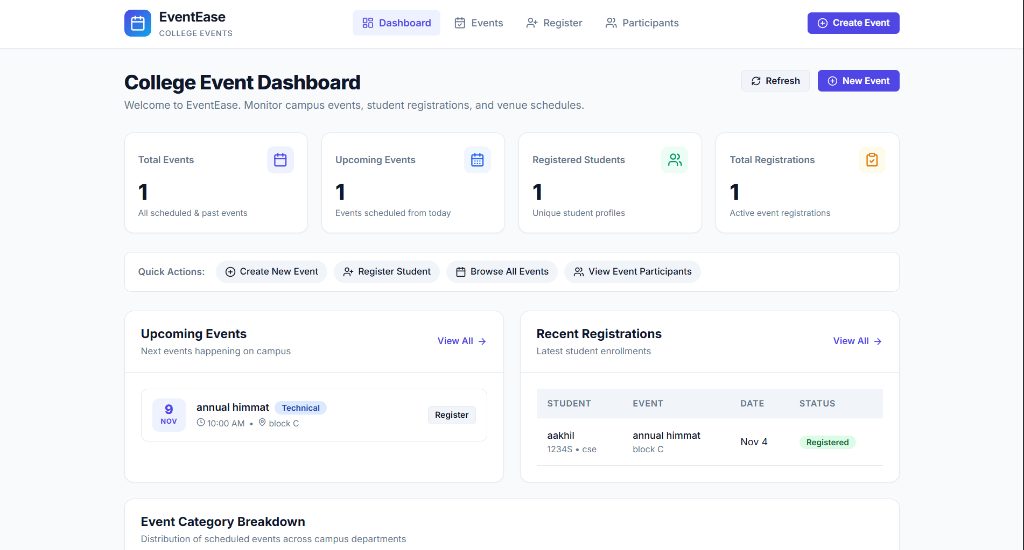 EventEase
COLLEGE EVENTS
Dashboard
Events
Register
Participants
Create Event
College Event Dashboard
Welcome to EventEase. Monitor campus events, student registrations, and venue schedules.
Refresh
New Event
Total Events
1
All scheduled & past events
Upcoming Events
1
Events scheduled from today
Registered Students
1
Unique student profiles
Total Registrations
1
Active event registrations
Quick Actions:
Create New Event
Register Student
Browse All Events
View Event Participants
Upcoming Events
Next events happening on campus
View All →
9
NOV
annual himmat
Technical
10:00 AM • block C
Register
Recent Registrations
Latest student enrollments
View All →
STUDENT EVENT DATE STATUS
aakhil annual himmat Nov 4 Registered
1234S • cse block C
Event Category Breakdown
Distribution of scheduled events across campus departments